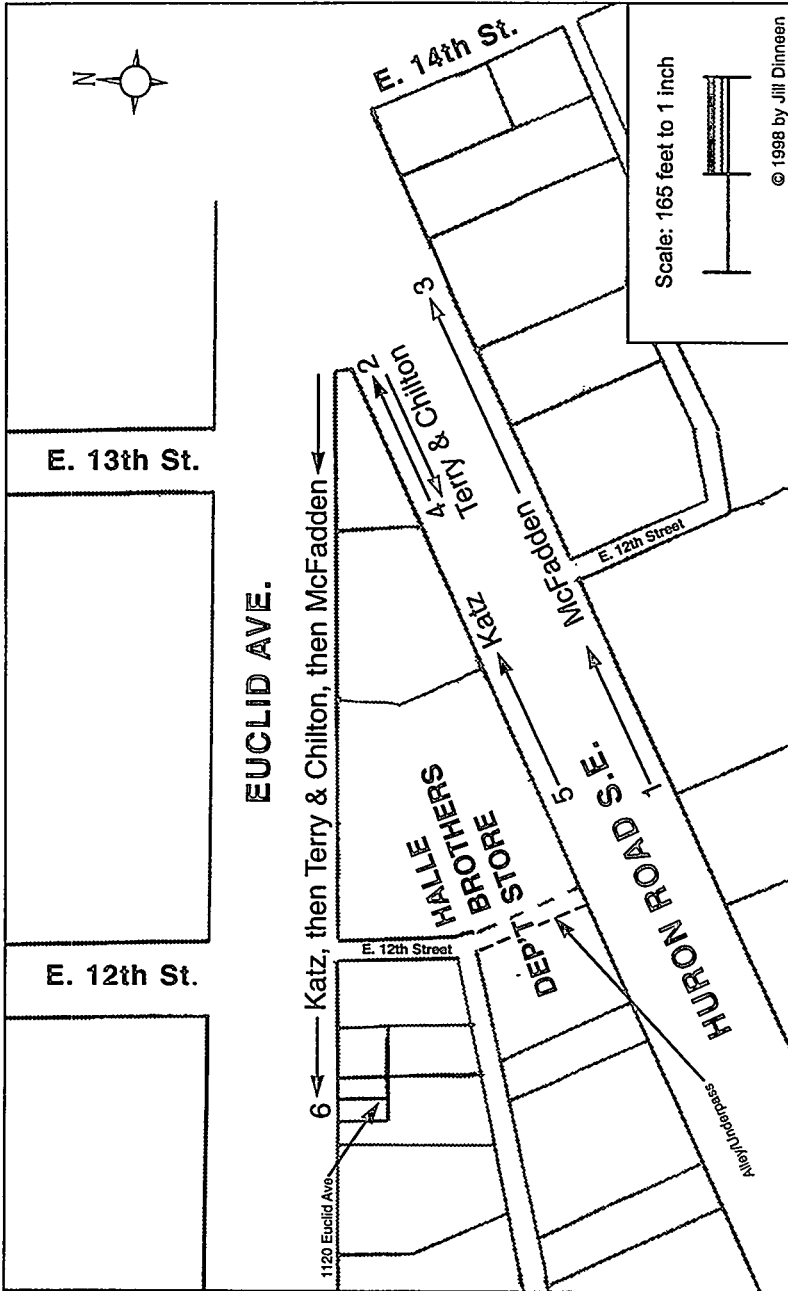 N
E. 14th St.
Scale: 165 feet to 1 inch
© 1998 by Jill Dinneen
E. 13th St.
EUCLID AVE.
Katz, then Terry & Chilton, then McFadden
2
4
Terry & Chilton
3
McFadden
E. 12th Street
Katz
5
1
HURON ROAD S.E.
HALLE
BROTHERS
DEP'T STORE
E. 12th Street
E. 12th St.
6
1120 Euclid Ave
Alley/Underpass